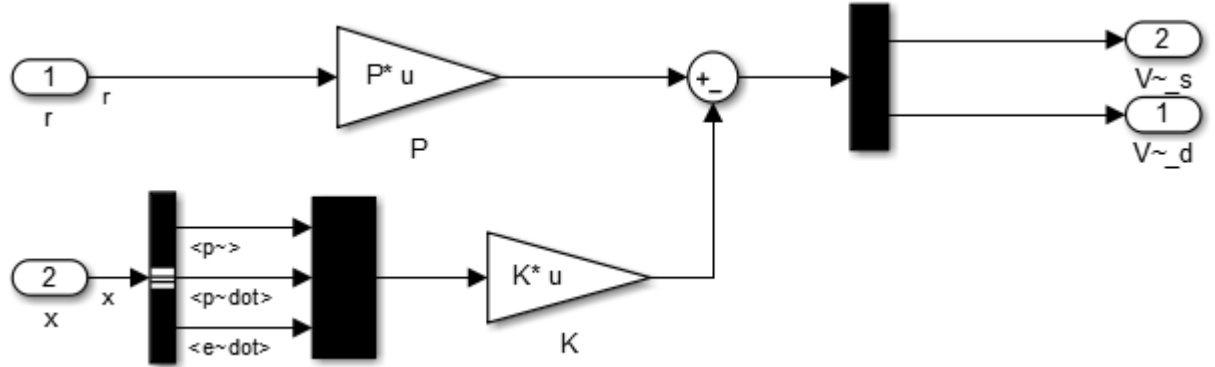 1
r
r
P* u
P
+
_
2
V~_s
1
V~_d
2
x
x
<p~>
<p~dot>
<e~dot>
K* u
K